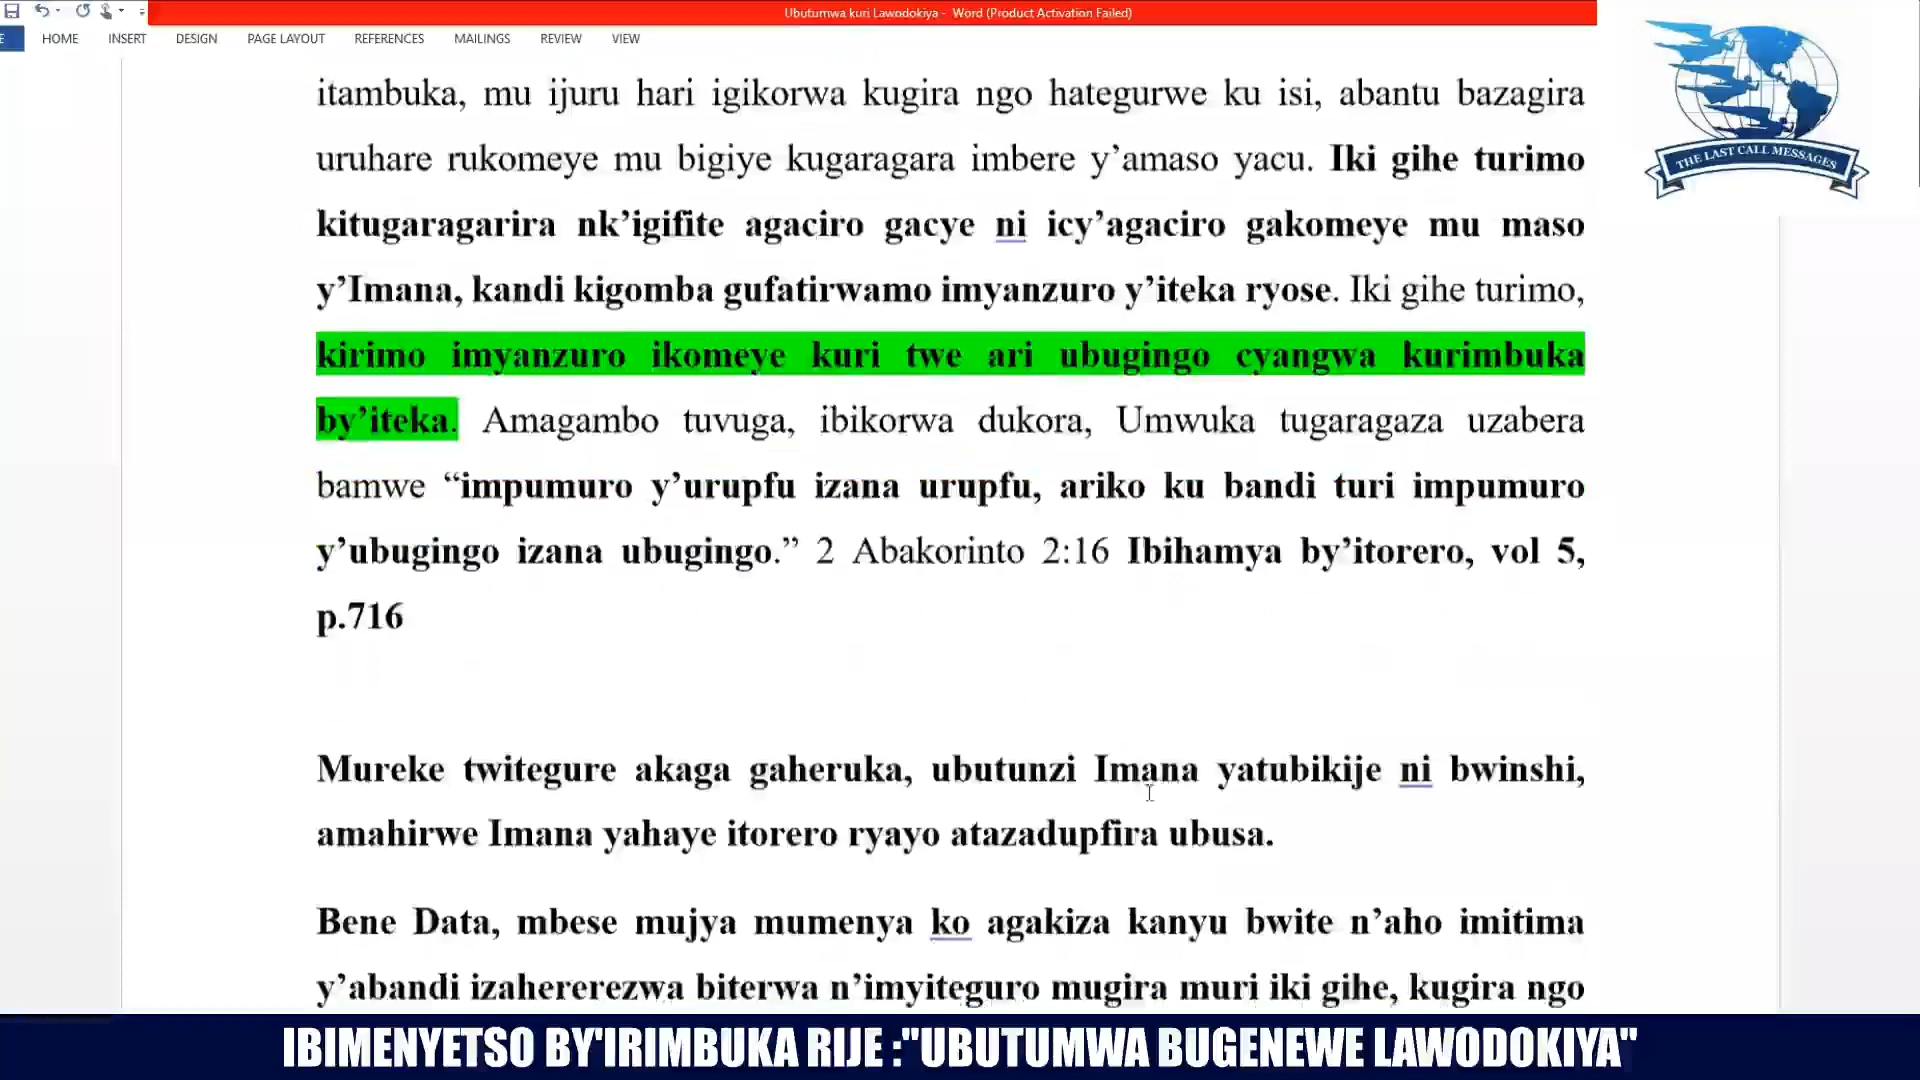 Ubutumwa kuri Lawodokiya - Word (Product Activation Failed)
HOME INSERT DESIGN PAGE LAYOUT REFERENCES MAILINGS REVIEW VIEW
THE LAST CALL MESSAGES
itambuka, mu ijuru hari igikorwa kugira ngo hategurwe ku isi, abantu bazagira
uruhare rukomeye mu bigiye kugaragara imbere y’amaso yacu. Iki gihe turimo
kitugaragarira nk’igifite agaciro gacye ni icy’agaciro gakomeye mu maso
y’Imana, kandi kigomba gufatirwamo imyanzuro y’iteka ryose. Iki gihe turimo,
kirimo imyanzuro ikomeye kuri twe ari ubugingo cyangwa kurimbuka
by’iteka. Amagambo tuvuga, ibikorwa dukora, Umwuka tugaragaza uzabera
bamwe “impumuro y’urupfu izana urupfu, ariko ku bandi turi impumuro
y’ubugingo izana ubugingo.” 2 Abakorinto 2:16 Ibihamya by’itorero, vol 5,
p.716
Mureke twitegure akaga gaheruka, ubutunzi Imana yatubikije ni bwinshi,
amahirwe Imana yahaye itorero ryayo atazadupfira ubusa.
Bene Data, mbese mujya mumenya ko agakiza kanyu bwite n’aho imitima
y’abandi izahererezwa biterwa n’imyiteguro mugira muri iki gihe, kugira ngo
IBIMENYETSO BY'IRIMBUKA RIJE :"UBUTUMWA BUGENEWE LAWODOKIYA"